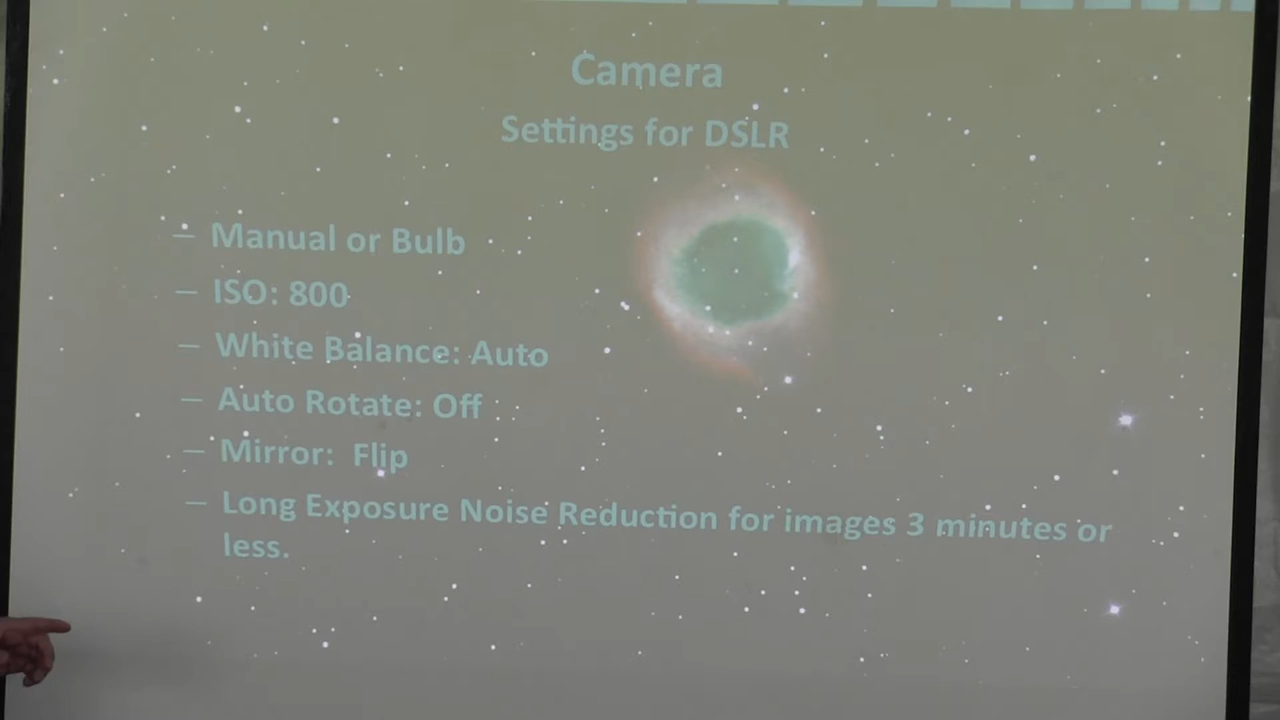 Camera
Settings for DSLR
– Manual or Bulb
– ISO: 800
– White Balance: Auto
– Auto Rotate: Off
– Mirror: Flip
– Long Exposure Noise Reduction for images 3 minutes or
less.